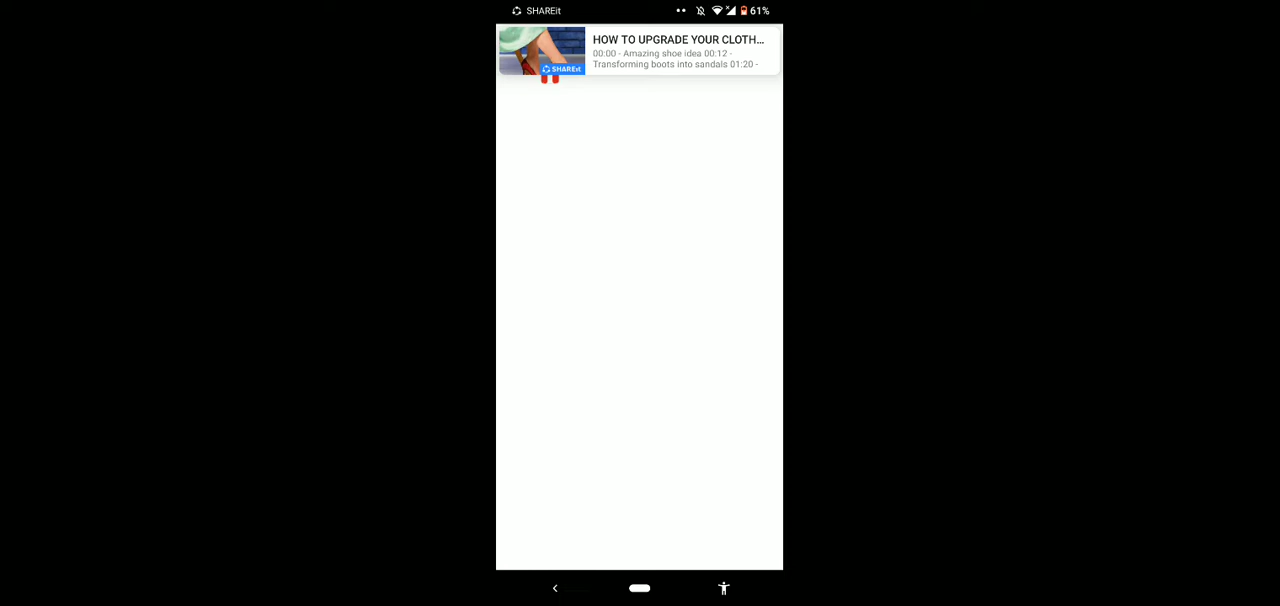 SHAREit
61%
HOW TO UPGRADE YOUR CLOTH...
00:00 - Amazing shoe idea 00:12 -
Transforming boots into sandals 01:20 -
SHAREit